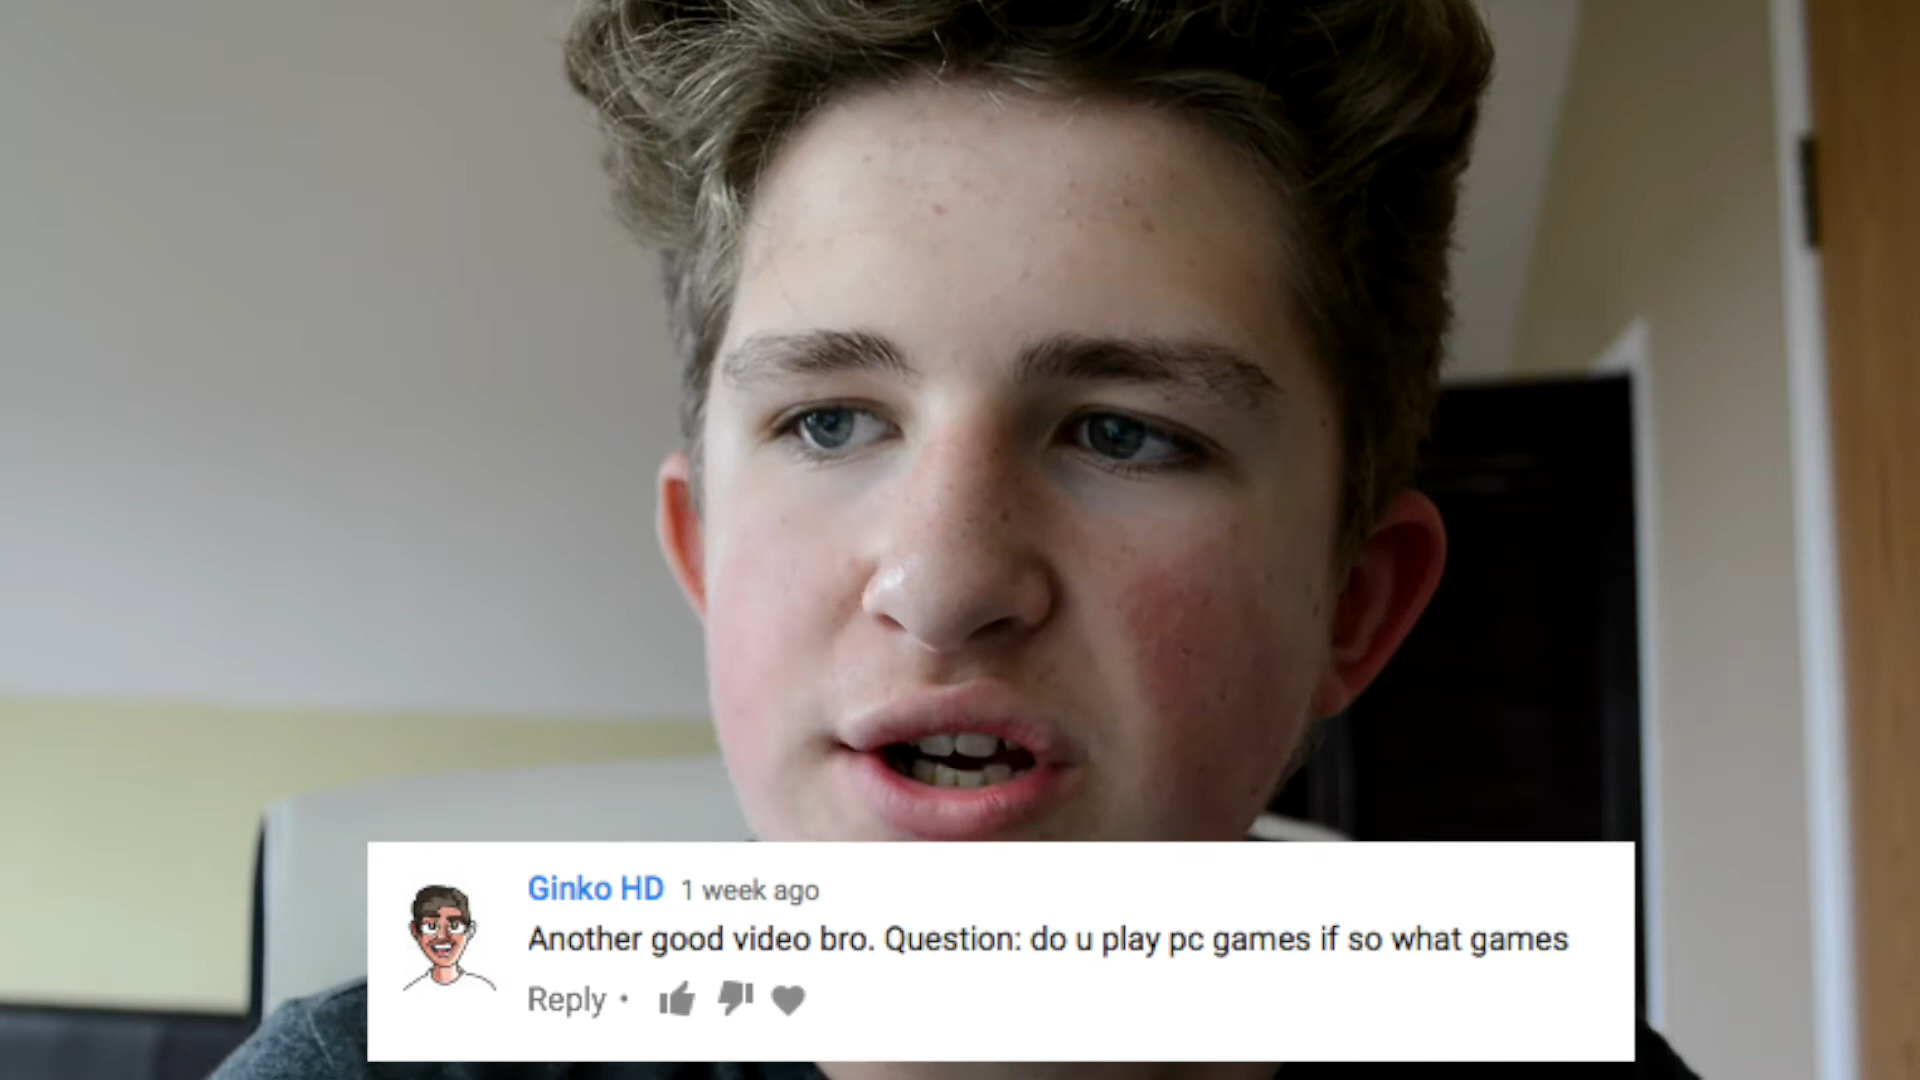 Ginko HD 1 week ago
Another good video bro. Question: do u play pc games if so what games
Reply •